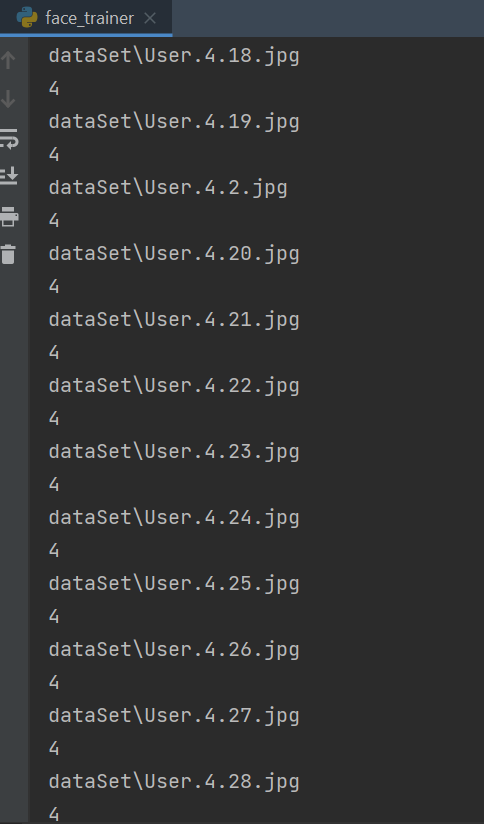 face_trainer
dataSet\User.4.18.jpg
4
dataSet\User.4.19.jpg
4
dataSet\User.4.2.jpg
4
dataSet\User.4.20.jpg
4
dataSet\User.4.21.jpg
4
dataSet\User.4.22.jpg
4
dataSet\User.4.23.jpg
4
dataSet\User.4.24.jpg
4
dataSet\User.4.25.jpg
4
dataSet\User.4.26.jpg
4
dataSet\User.4.27.jpg
4
dataSet\User.4.28.jpg
4